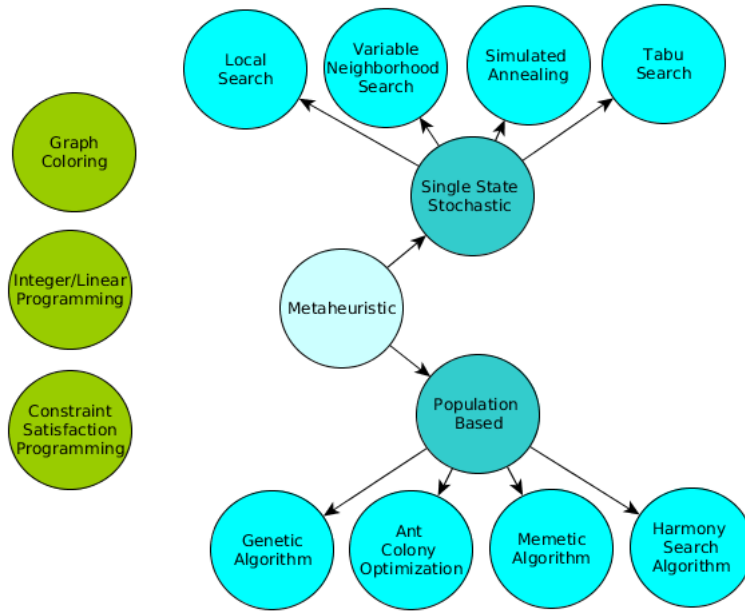 Local
Search
Variable
Neighborhood
Search
Simulated
Annealing
Tabu
Search
Graph
Coloring
Single State
Stochastic
Integer/Linear
Programming
Metaheuristic
Constraint
Satisfaction
Programming
Population
Based
Genetic
Algorithm
Ant
Colony
Optimization
Memetic
Algorithm
Harmony
Search
Algorithm